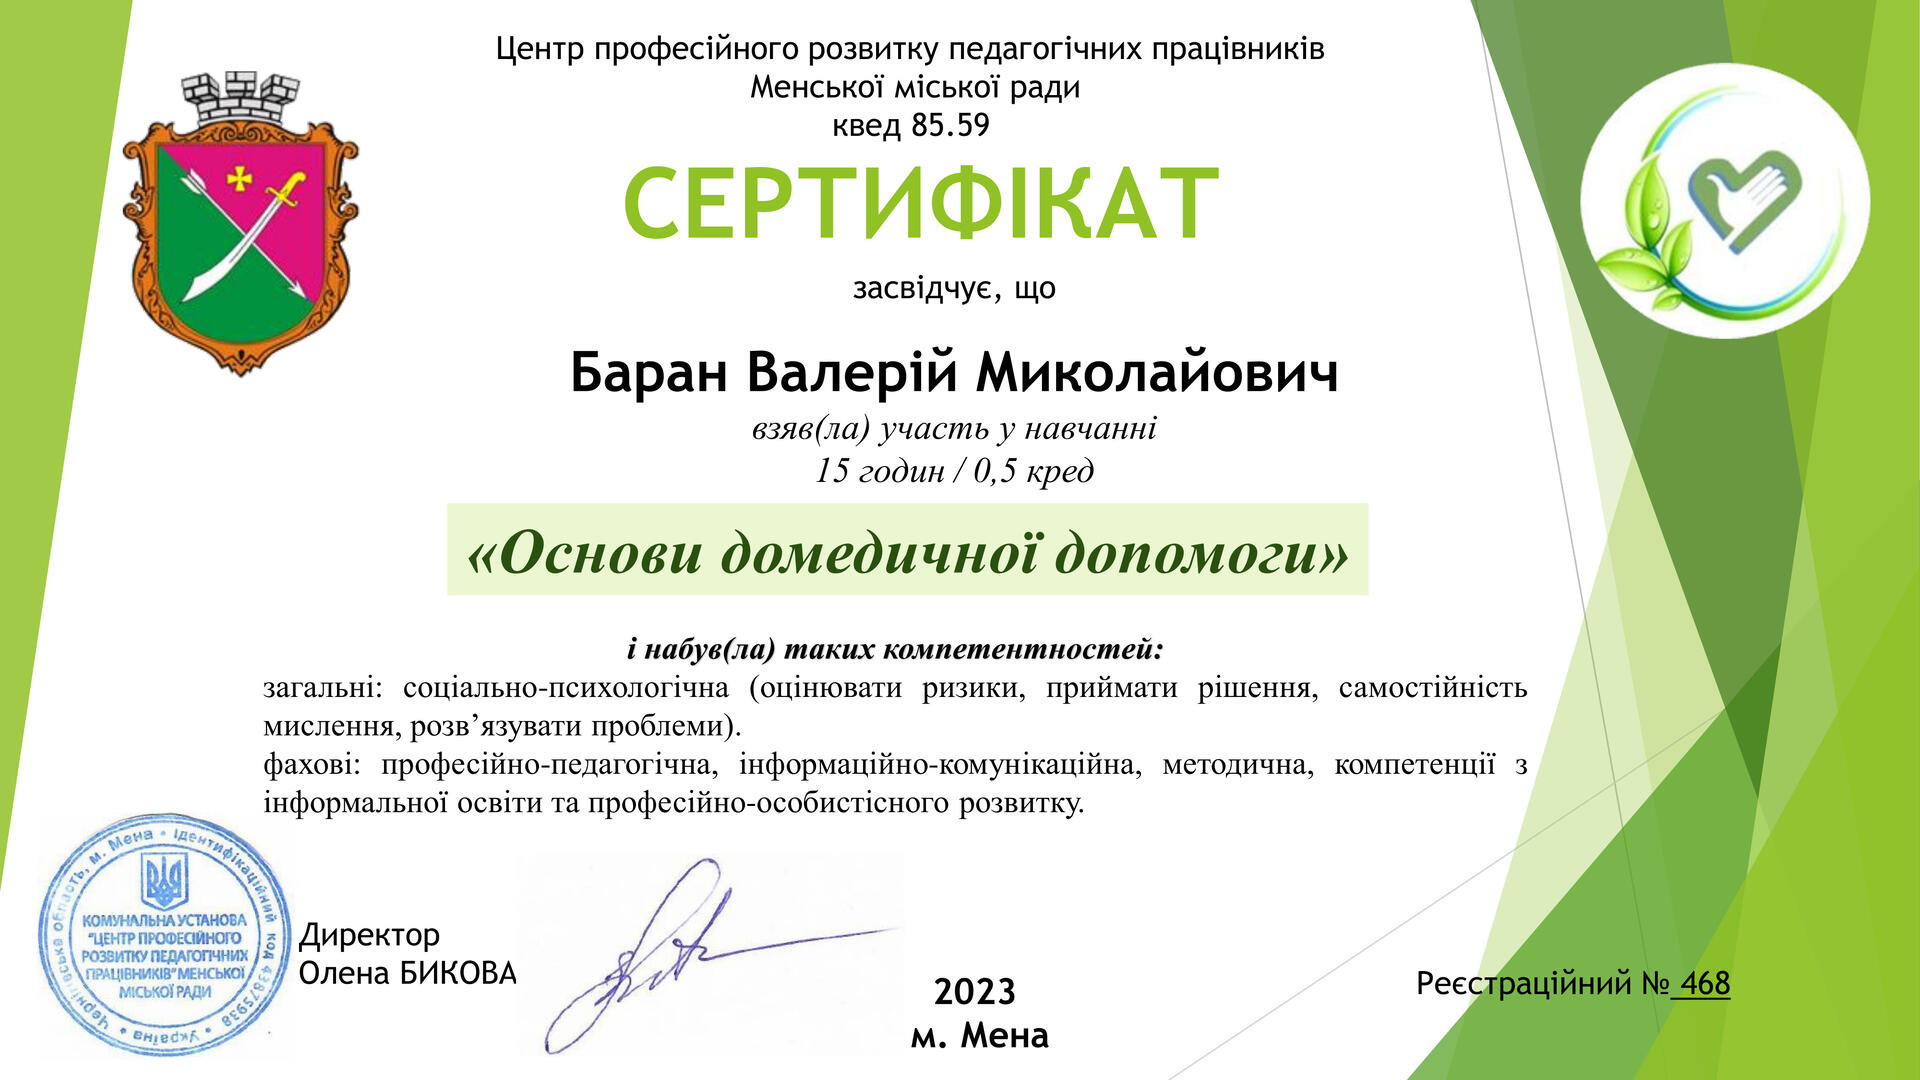 Центр професійного розвитку педагогічних працівників
Менської міської ради
квед 85.59
СЕРТИФІКАТ
засвідчує, що
Баран Валерій Миколайович
взяв(ла) участь у навчанні
15 годин / 0,5 кред
«Основи домедичної допомоги»
і набув(ла) таких компетентностей:
загальні: соціально-психологічна (оцінювати ризики, приймати рішення, самостійність
мислення, розв’язувати проблеми).
фахові: професійно-педагогічна, інформаційно-комунікаційна, методична, компетенції з
інформальної освіти та професійно-особистісного розвитку.
Україна * Чернігівська область, м. Мена * Ідентифікаційний код 43875938 *
КОМУНАЛЬНА УСТАНОВА
"ЦЕНТР ПРОФЕСІЙНОГО
РОЗВИТКУ ПЕДАГОГІЧНИХ
ПРАЦІВНИКІВ" МЕНСЬКОЇ
МІСЬКОЇ РАДИ
Директор
Олена БИКОВА
2023
м. Мена
Реєстраційний № 468